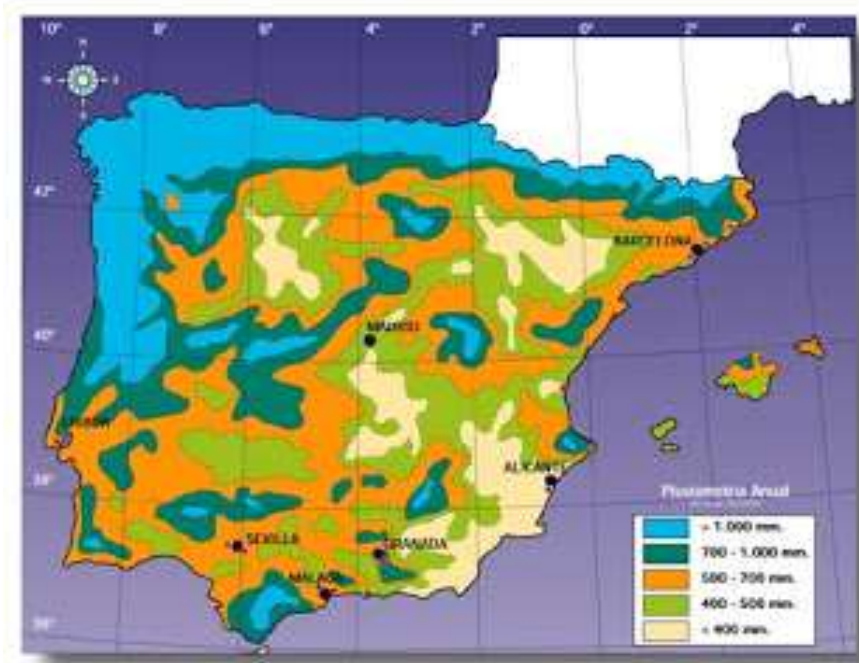 10° 8° 6° 4° 2° 0° 2° 4°
42°
BARCELONA
40°
MADRID
38°
ALICANTE
Pluviometría Anual
> 1.000 mm.
SEVILLA
GRANADA
700 - 1.000 mm.
MALAGA
500 - 700 mm.
400 - 500 mm.
36°
< 400 mm.